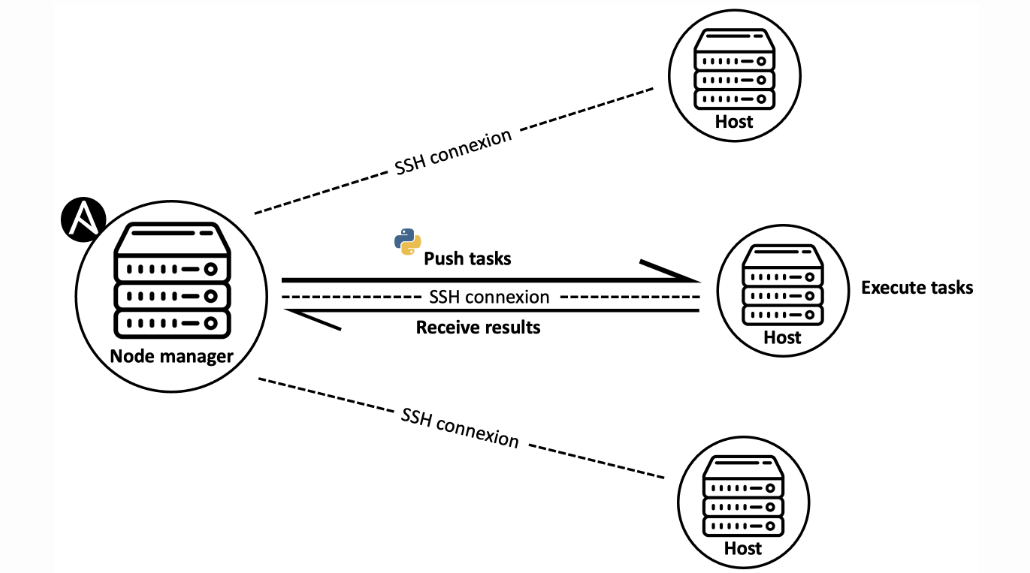 Host
SSH connexion
Push tasks
SSH connexion
Receive results
Execute tasks
Host
Node manager
SSH connexion
Host